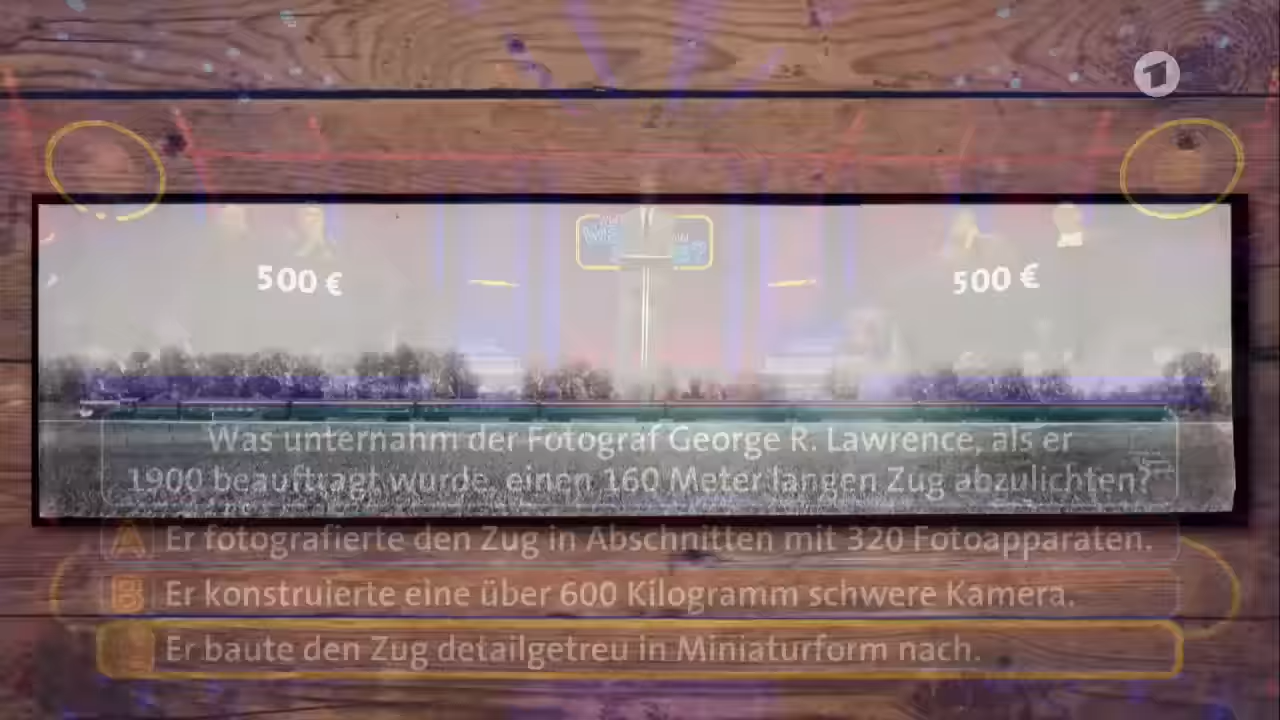 500 €
500 €
Was unternahm der Fotograf George R. Lawrence, als er
1900 beauftragt wurde, einen 160 Meter langen Zug abzulichten?
A Er fotografierte den Zug in Abschnitten mit 320 Fotoapparaten.
B Er konstruierte eine über 600 Kilogramm schwere Kamera.
Er baute den Zug detailgetreu in Miniaturform nach.